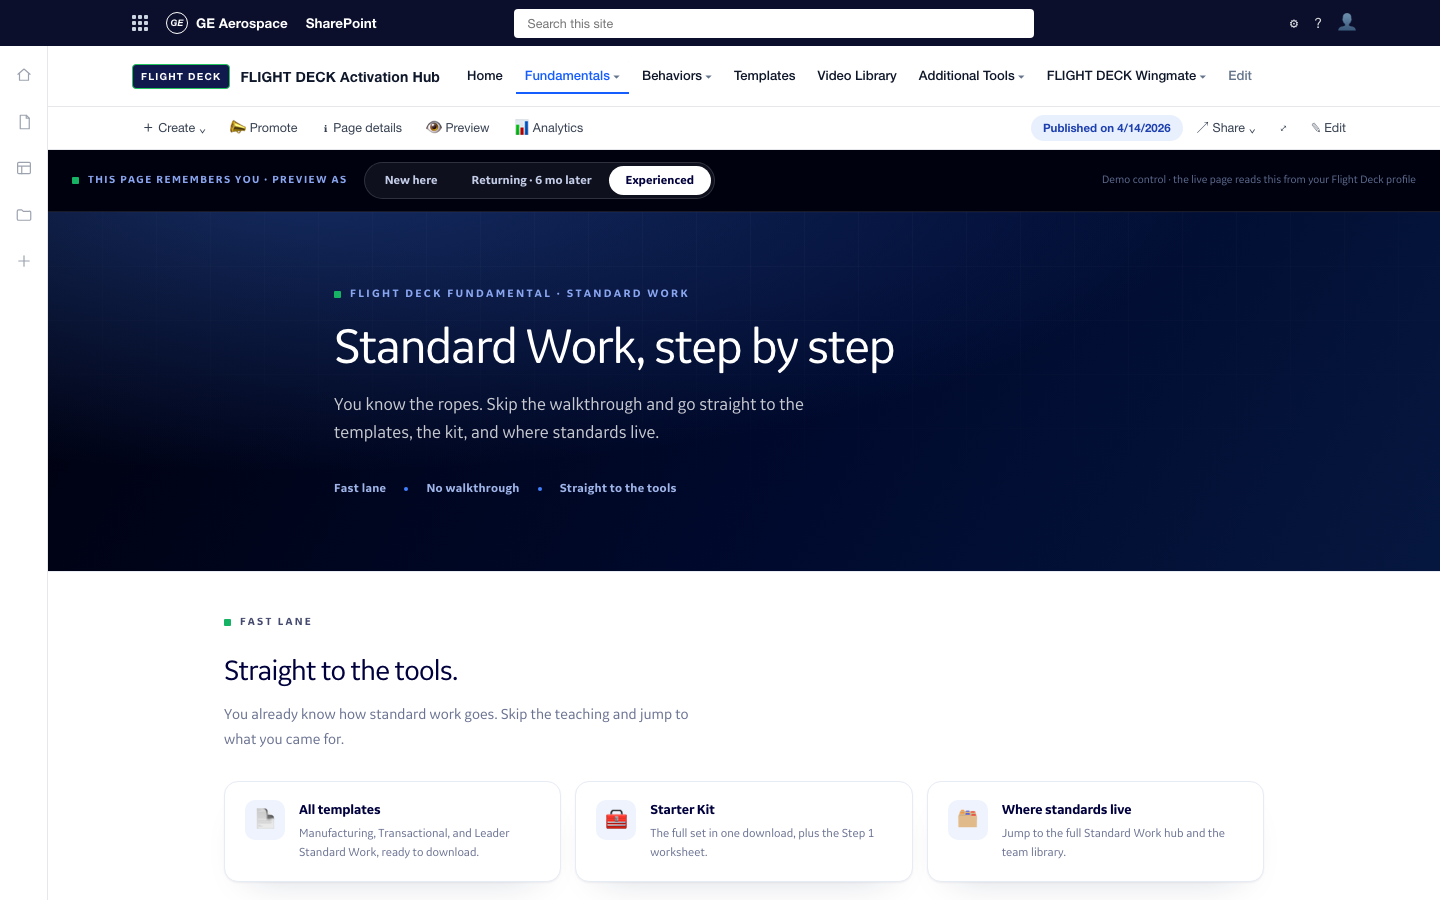 GE GE Aerospace SharePoint Search this site ?
FLIGHT DECK FLIGHT DECK Activation Hub Home Fundamentals Behaviors Templates Video Library Additional Tools FLIGHT DECK Wingmate Edit
+ Create Promote Page details Preview Analytics Published on 4/14/2026 Share Edit
THIS PAGE REMEMBERS YOU · PREVIEW AS New here Returning · 6 mo later Experienced Demo control · the live page reads this from your Flight Deck profile
FLIGHT DECK FUNDAMENTAL · STANDARD WORK
Standard Work, step by step
You know the ropes. Skip the walkthrough and go straight to the
templates, the kit, and where standards live.
Fast lane • No walkthrough • Straight to the tools
FAST LANE
Straight to the tools.
You already know how standard work goes. Skip the teaching and jump to
what you came for.
All templates
Manufacturing, Transactional, and Leader
Standard Work, ready to download.
Starter Kit
The full set in one download, plus the Step 1
worksheet.
Where standards live
Jump to the full Standard Work hub and the
team library.